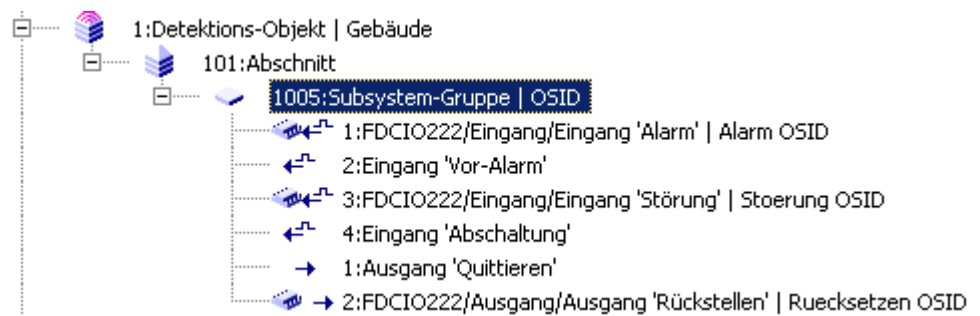 1:Detektions-Objekt | Gebäude
101:Abschnitt
1005:Subsystem-Gruppe | OSID
1:FDCIO222/Eingang/Eingang 'Alarm' | Alarm OSID
2:Eingang 'Vor-Alarm'
3:FDCIO222/Eingang/Eingang 'Störung' | Stoerung OSID
4:Eingang 'Abschaltung'
1:Ausgang 'Quittieren'
2:FDCIO222/Ausgang/Ausgang 'Rückstellen' | Ruecksetzen OSID